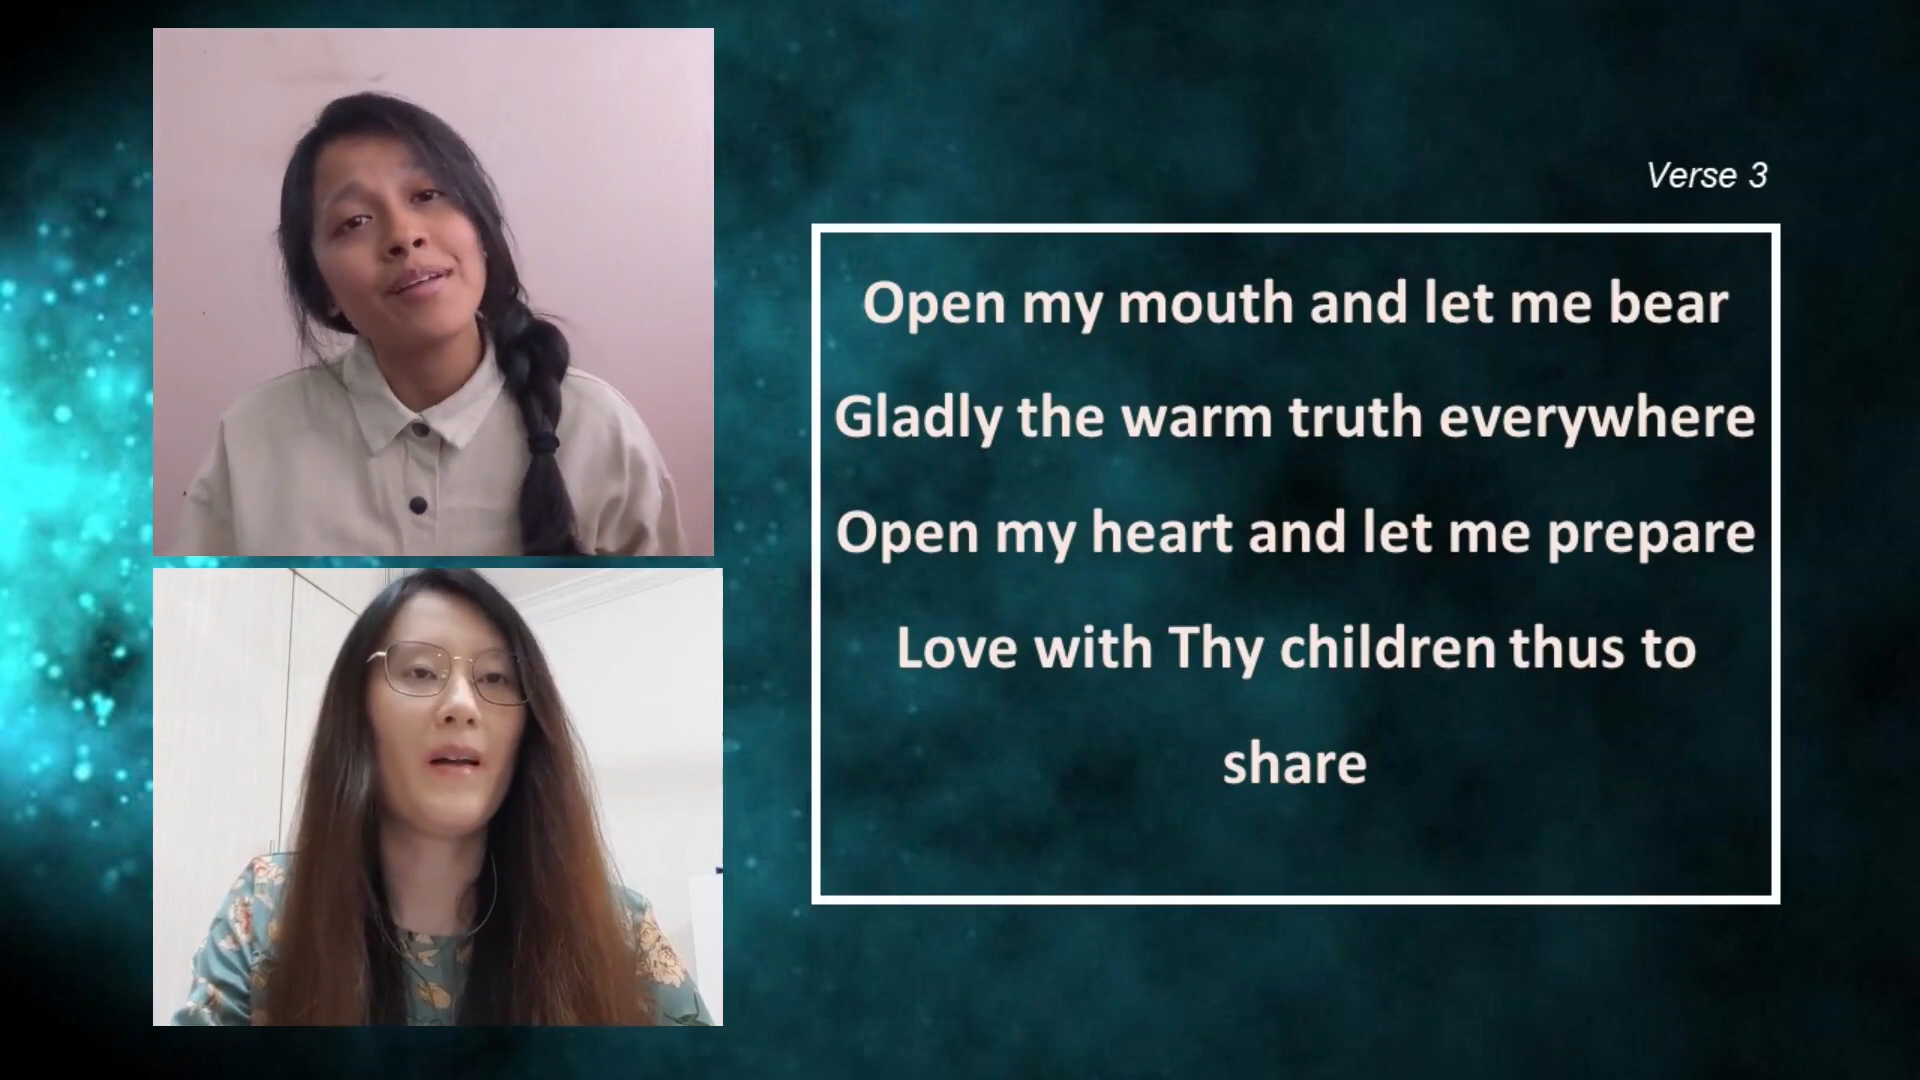 Verse 3
Open my mouth and let me bear
Gladly the warm truth everywhere
Open my heart and let me prepare
Love with Thy children thus to
share